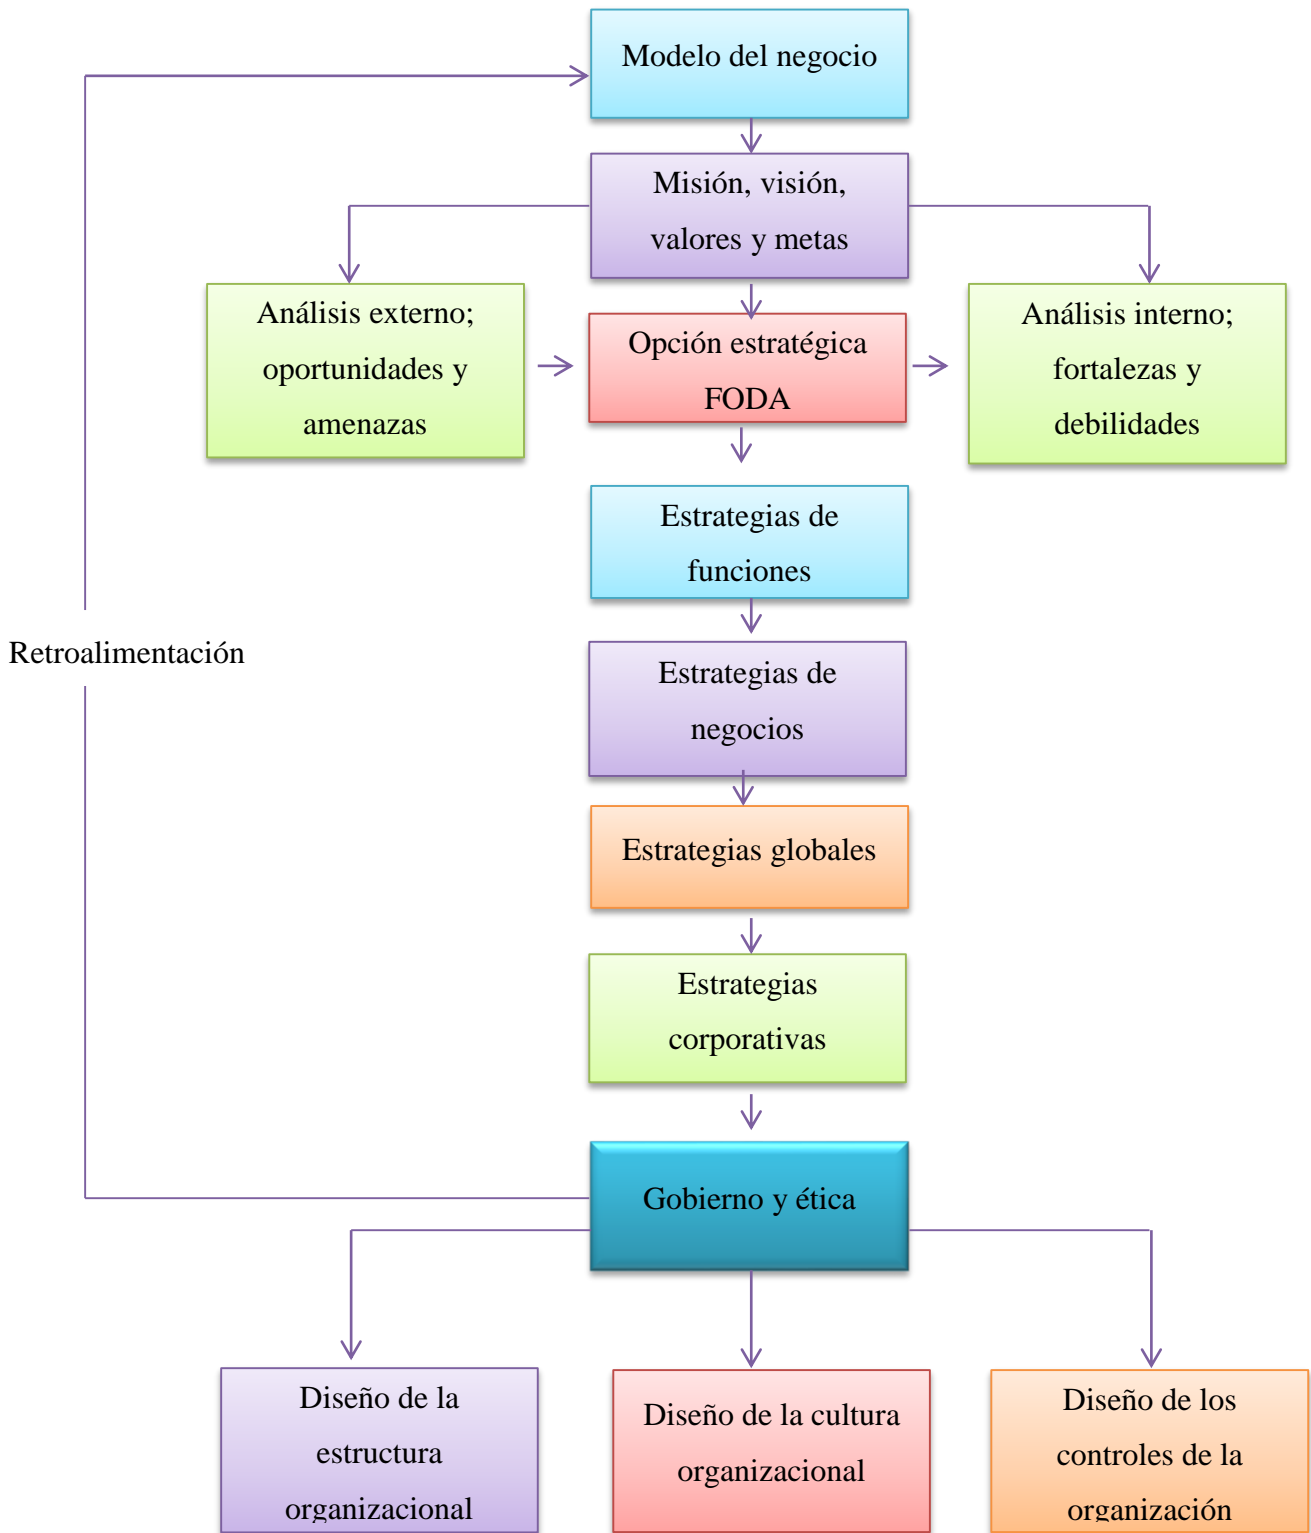 Modelo del negocio
Misión, visión,
valores y metas
Análisis externo;
oportunidades y
amenazas
Opción estratégica
FODA
Análisis interno;
fortalezas y
debilidades
Estrategias de
funciones
Retroalimentación
Estrategias de
negocios
Estrategias globales
Estrategias
corporativas
Gobierno y ética
Diseño de la
estructura
organizacional
Diseño de la cultura
organizacional
Diseño de los
controles de la
organización